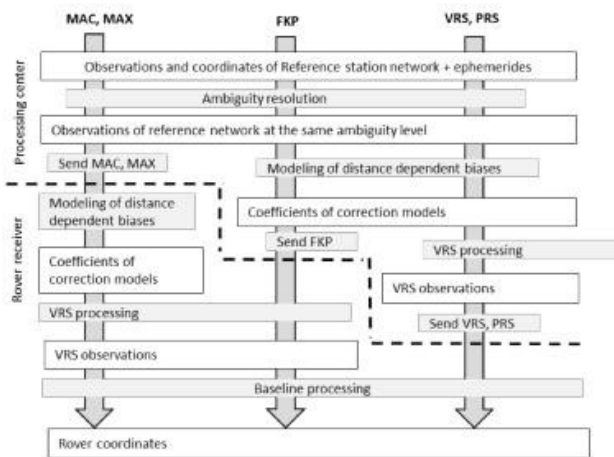 MAC, MAX
FKP
VRS, PRS
Processing center
Observations and coordinates of Reference station network + ephemerides
Ambiguity resolution
Observations of reference network at the same ambiguity level
Send MAC, MAX
Modeling of distance dependent biases
Rover receiver
Modeling of distance
dependent biases
Coefficients of correction models
Send FKP
VRS processing
Coefficients of
correction models
VRS observations
VRS processing
Send VRS, PRS
VRS observations
Baseline processing
Rover coordinates